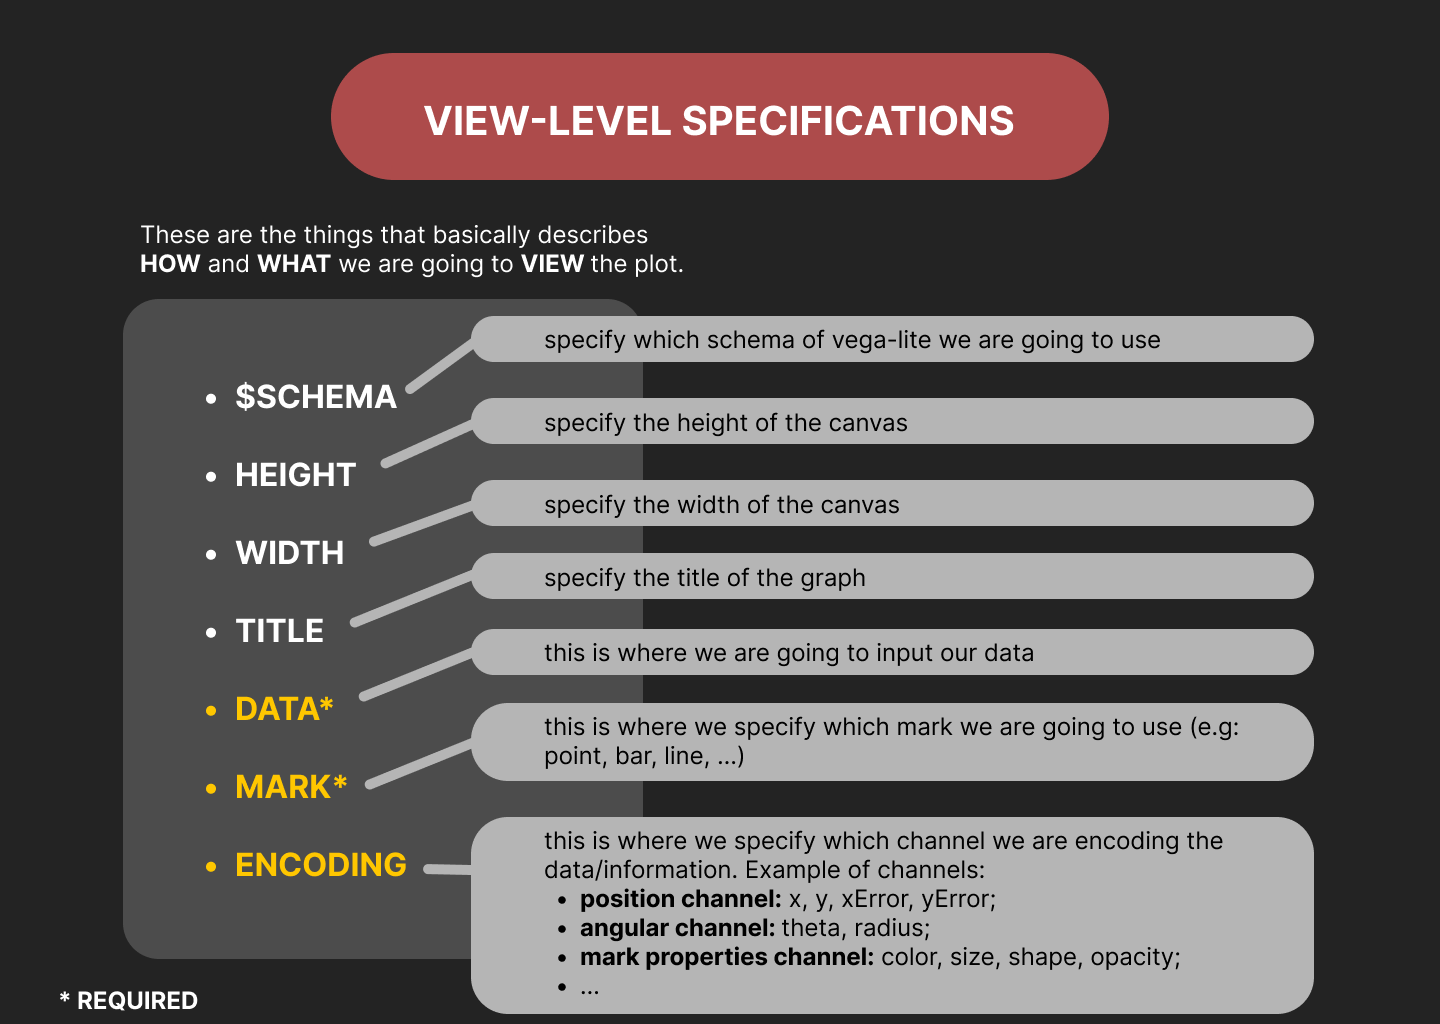 VIEW-LEVEL SPECIFICATIONS
These are the things that basically describes
HOW and WHAT we are going to VIEW the plot.
• $SCHEMA
specify which schema of vega-lite we are going to use
• HEIGHT
specify the height of the canvas
• WIDTH
specify the width of the canvas
• TITLE
specify the title of the graph
• DATA*
this is where we are going to input our data
• MARK*
this is where we specify which mark we are going to use (e.g:
point, bar, line, ...)
• ENCODING
this is where we specify which channel we are encoding the
data/information. Example of channels:
• position channel: x, y, xError, yError;
• angular channel: theta, radius;
• mark properties channel: color, size, shape, opacity;
• ...
* REQUIRED